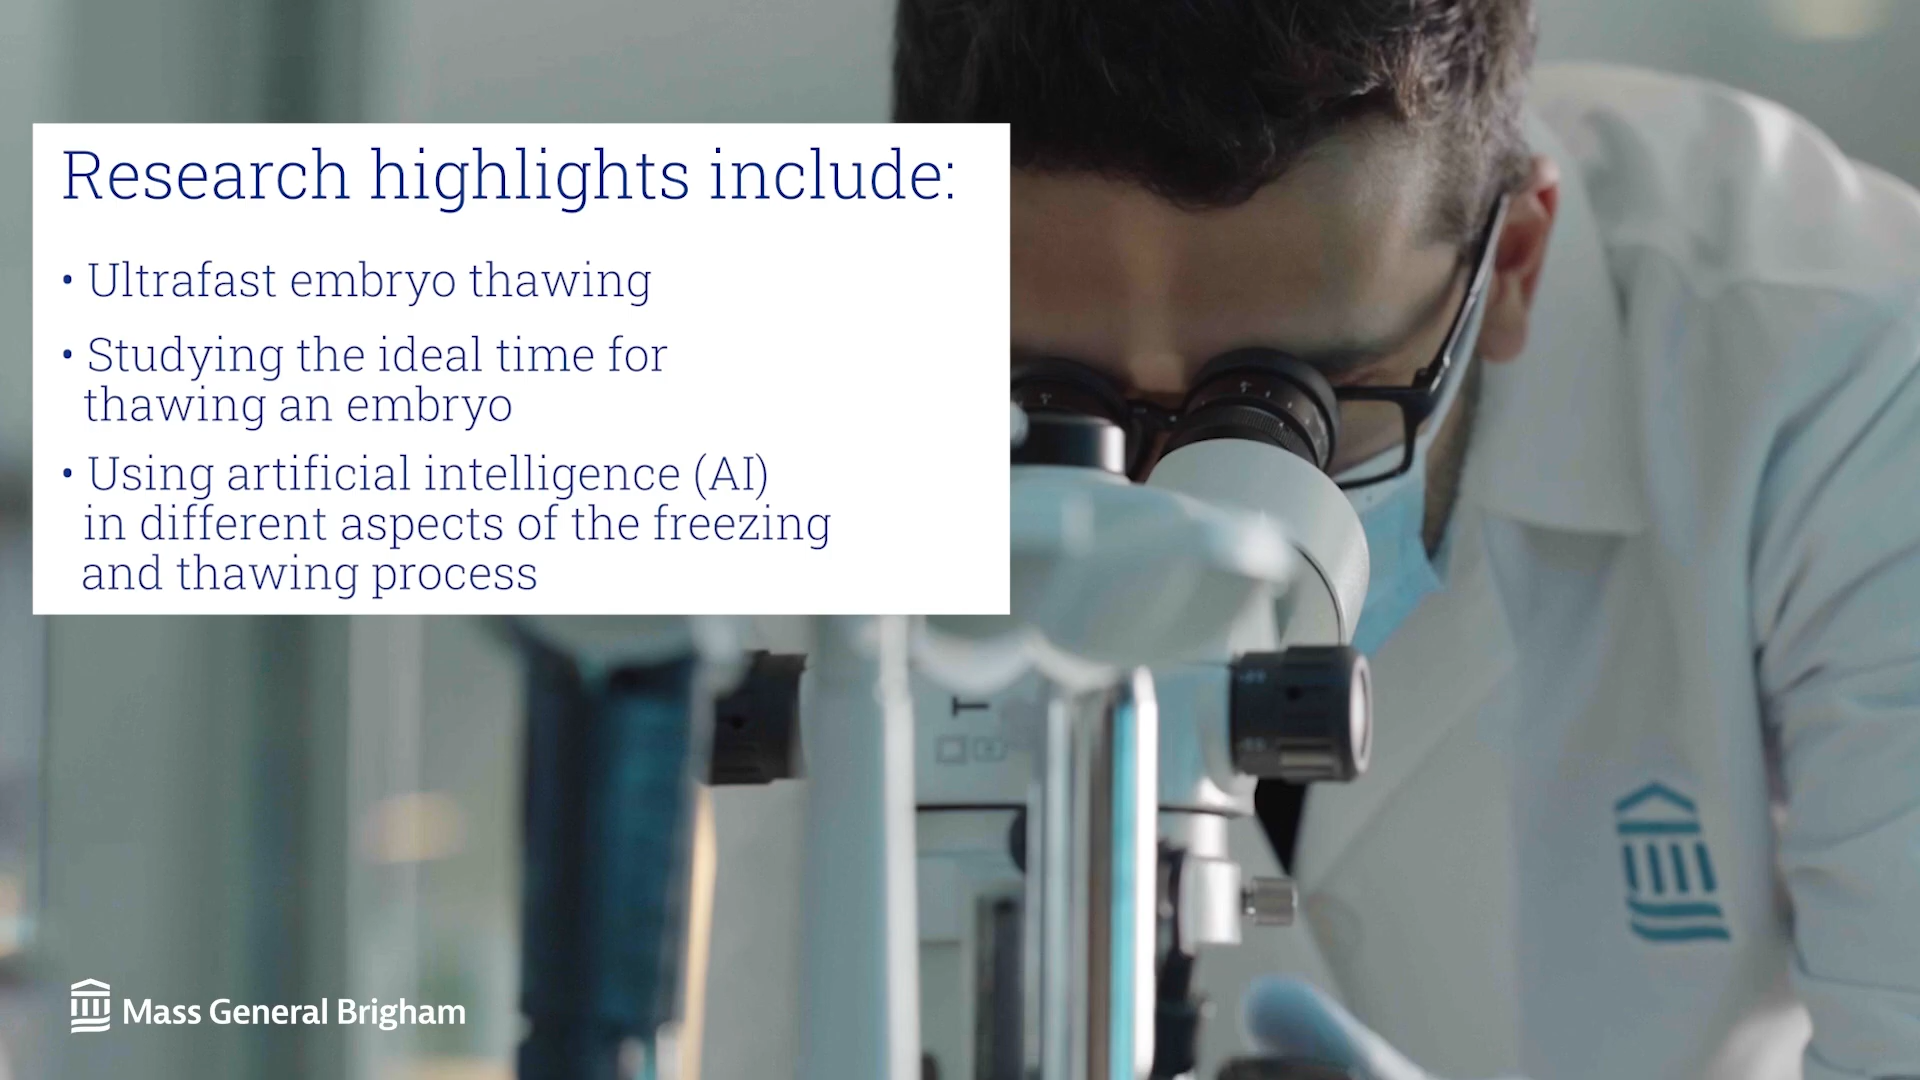 Research highlights include:
• Ultrafast embryo thawing
• Studying the ideal time for
thawing an embryo
• Using artificial intelligence (AI)
in different aspects of the freezing
and thawing process
Mass General Brigham